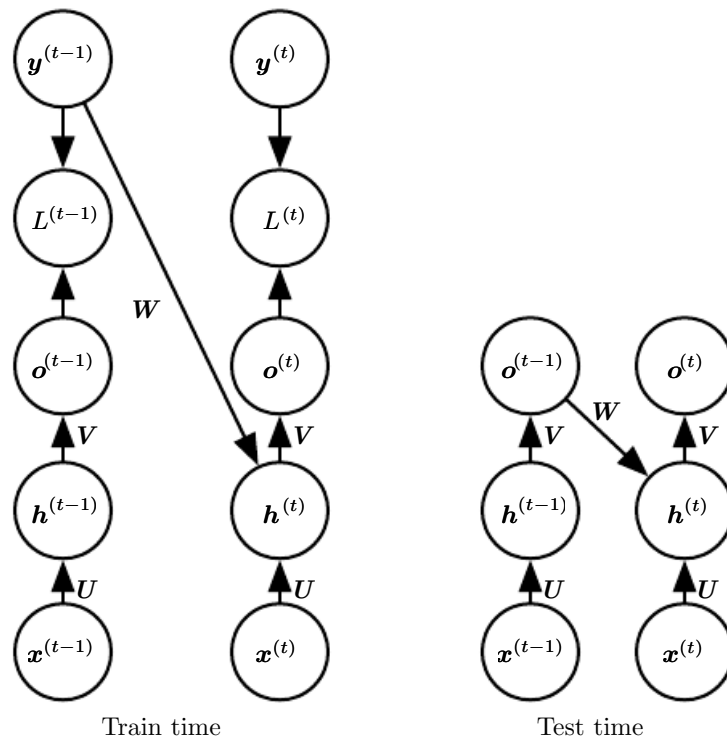 y^(t−1) y^(t)
L^(t−1) L^(t)
W
o^(t−1) o^(t) o^(t−1) o^(t)
V V W V V
h^(t−1) h^(t) h^(t−1) h^(t)
U U U U
x^(t−1) x^(t) x^(t−1) x^(t)
Train time Test time